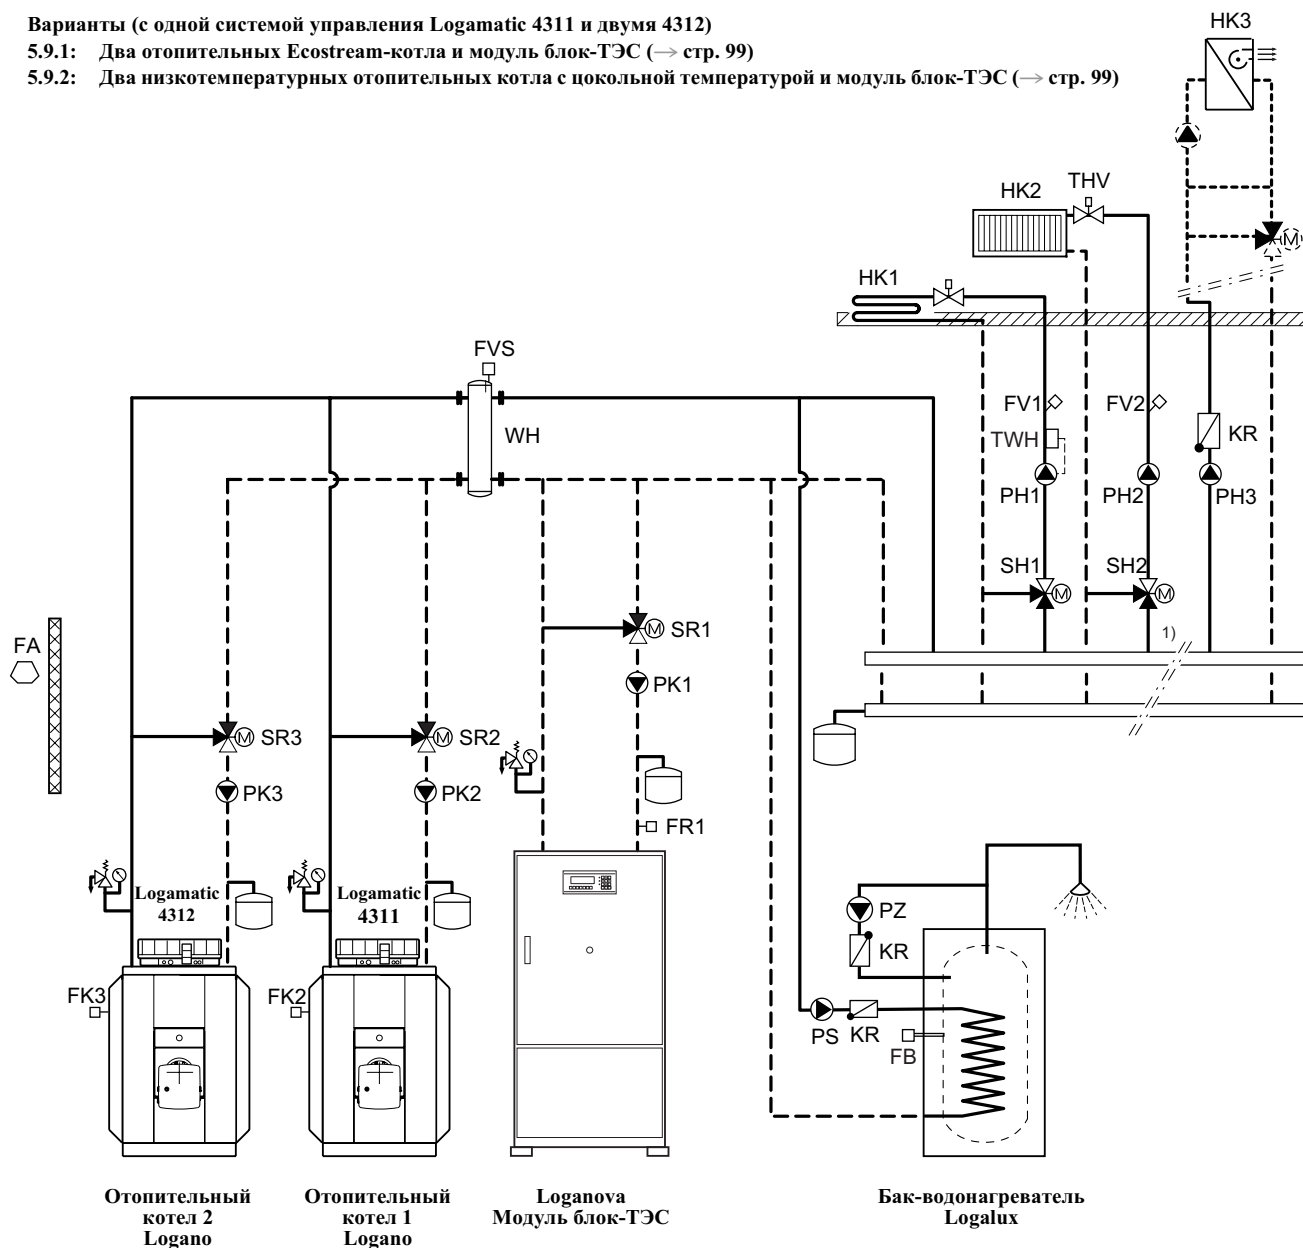 Варианты (с одной системой управления Logamatic 4311 и двумя 4312)
5.9.1: Два отопительных Ecostream-котла и модуль блок-ТЭС (→ стр. 99)
5.9.2: Два низкотемпературных отопительных котла с цокольной температурой и модуль блок-ТЭС (→ стр. 99)
HK3
M
HK2
THV
HK1
FVS
WH
FV1
FV2
TWH
KR
PH1
PH2
PH3
SH1
SH2
M
M
1)
FA
M
SR1
PK1
M
SR3
M
SR2
PK3
PK2
FR1
Logamatic
4312
Logamatic
4311
PZ
KR
FK3
FK2
PS
KR
FB
Отопительный
котел 2
Logano
Отопительный
котел 1
Logano
Loganova
Модуль блок-ТЭС
Бак-водонагреватель
Logalux